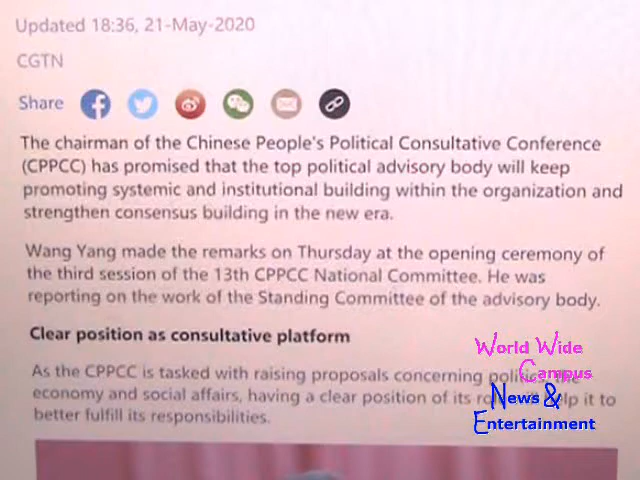 Updated 18:36, 21-May-2020
CGTN
Share
The chairman of the Chinese People's Political Consultative Conference
(CPPCC) has promised that the top political advisory body will keep
promoting systemic and institutional building within the organization and
strengthen consensus building in the new era.
Wang Yang made the remarks on Thursday at the opening ceremony of
the third session of the 13th CPPCC National Committee. He was
reporting on the work of the Standing Committee of the advisory body.
Clear position as consultative platform
As the CPPCC is tasked with raising proposals concerning politics, the
economy and social affairs, having a clear position of its help it to
better fulfill its responsibilities.
World Wide
Campus
News &
Entertainment